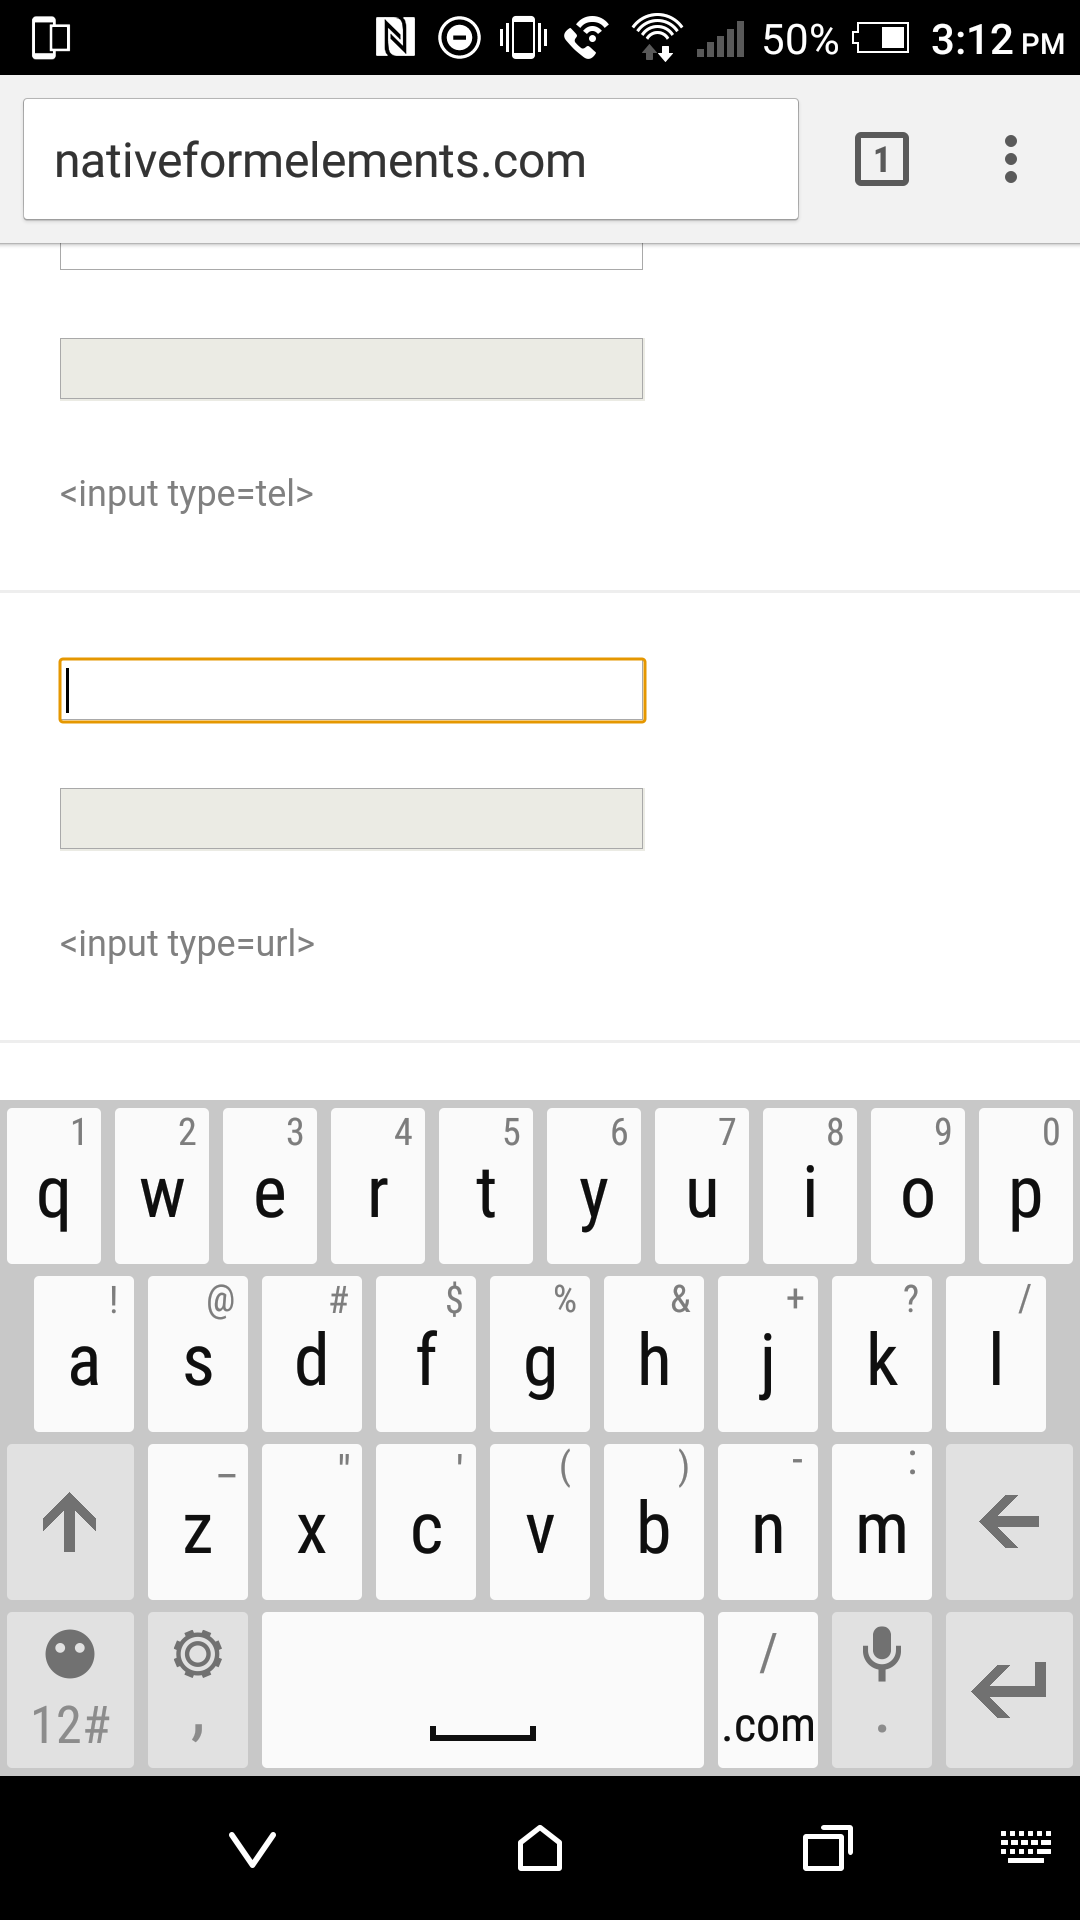 50% 3:12 PM
nativeformelements.com 1
<input type=tel>
<input type=url>
1 2 3 4 5 6 7 8 9 0
q w e r t y u i o p
! @ # $ % & + ? /
a s d f g h j k l
_ " ' ( ) - :
z x c v b n m
/
12# , .com .